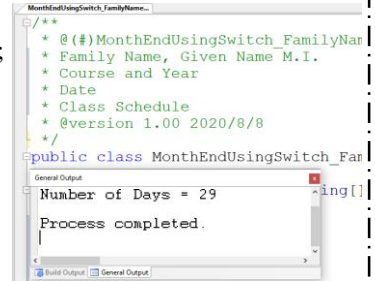 MonthEndUsingSwitch_FamilyName...
/**
* @(#)MonthEndUsingSwitch_FamilyNam
;
* Family Name, Given Name M.I.
* Course and Year
* Date
* Class Schedule
* @version 1.00 2020/8/8
*/
public class MonthEndUsingSwitch_Fam
General Output
ing[]
Number of Days = 29
Process completed.
Build Output General Output